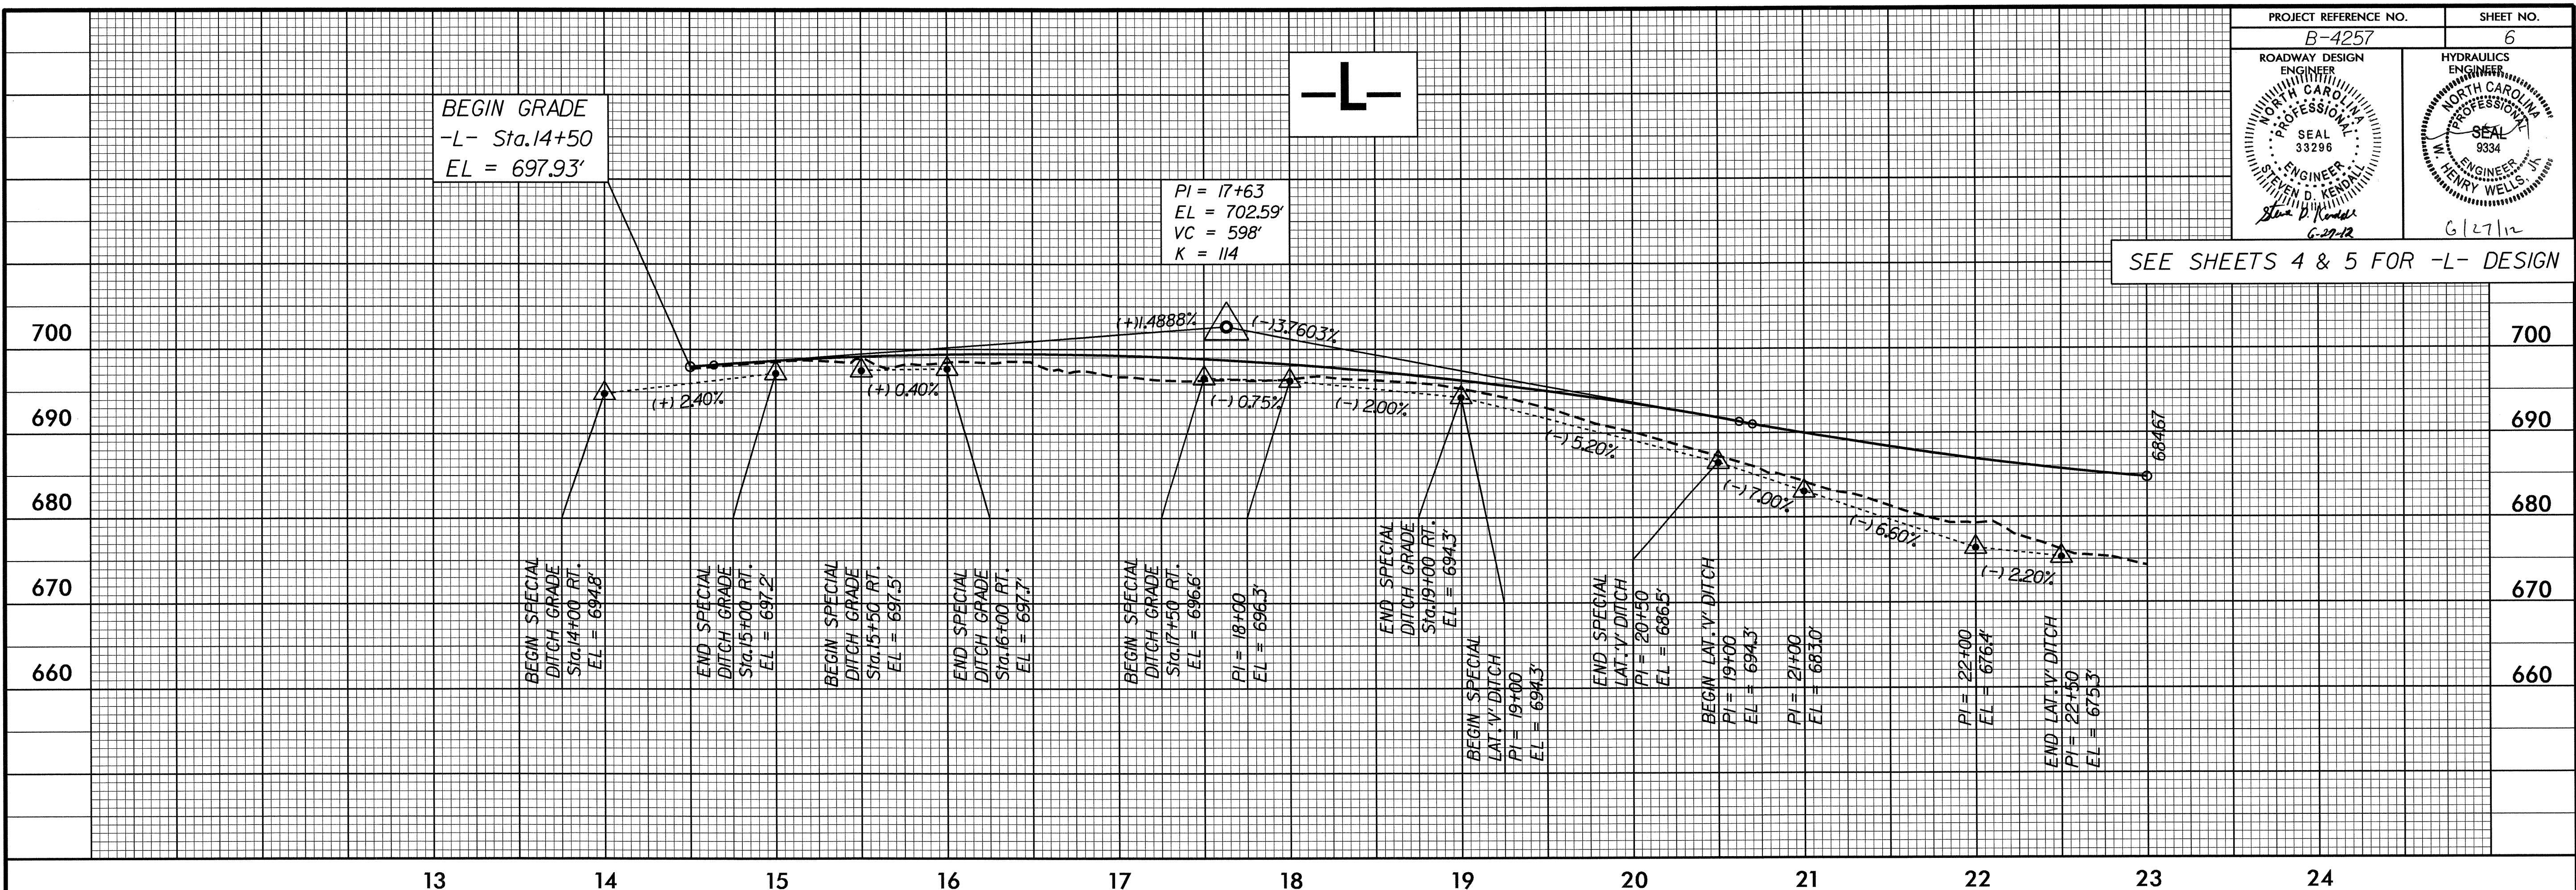 PROJECT REFERENCE NO.
SHEET NO.
B-4257
6
ROADWAY DESIGN
ENGINEER
HYDRAULICS
ENGINEER
NORTH CAROLINA
PROFESSIONAL
SEAL
33296
ENGINEER
STEVEN D. KENDALL
Steve D. Kendall
6-27-12
NORTH CAROLINA
PROFESSIONAL
SEAL
9334
ENGINEER
W. HENRY WELLS, JR.
6/27/12
SEE SHEETS 4 & 5 FOR -L- DESIGN
-L-
BEGIN GRADE
-L- Sta.14+50
EL = 697.93'
PI = 17+63
EL = 702.59'
VC = 598'
K = 114
(+)1.4888%
(-)3.7603%
700
690
680
670
660
700
690
680
670
660
(+) 2.40%
(+) 0.40%
(-) 0.75%
(-) 2.00%
(-) 5.20%
(-) 7.00%
(-) 6.60%
(-) 2.20%
684.67
BEGIN SPECIAL
DITCH GRADE
Sta.14+00 RT.
EL = 694.8'
END SPECIAL
DITCH GRADE
Sta.15+00 RT.
EL = 697.2'
BEGIN SPECIAL
DITCH GRADE
Sta.15+50 RT.
EL = 697.5'
END SPECIAL
DITCH GRADE
Sta.16+00 RT.
EL = 697.7'
BEGIN SPECIAL
DITCH GRADE
Sta.17+50 RT.
EL = 696.6'
PI = 18+00
EL = 696.3'
END SPECIAL
DITCH GRADE
Sta.19+00 RT.
EL = 694.3'
BEGIN SPECIAL
LAT.'V' DITCH
PI = 19+00
EL = 694.3'
END SPECIAL
LAT.'V' DITCH
PI = 20+50
EL = 686.5'
BEGIN LAT.'V' DITCH
PI = 19+00
EL = 694.3'
PI = 21+00
EL = 683.0'
PI = 22+00
EL = 676.4'
END LAT.'V' DITCH
PI = 22+50
EL = 675.3'
13
14
15
16
17
18
19
20
21
22
23
24